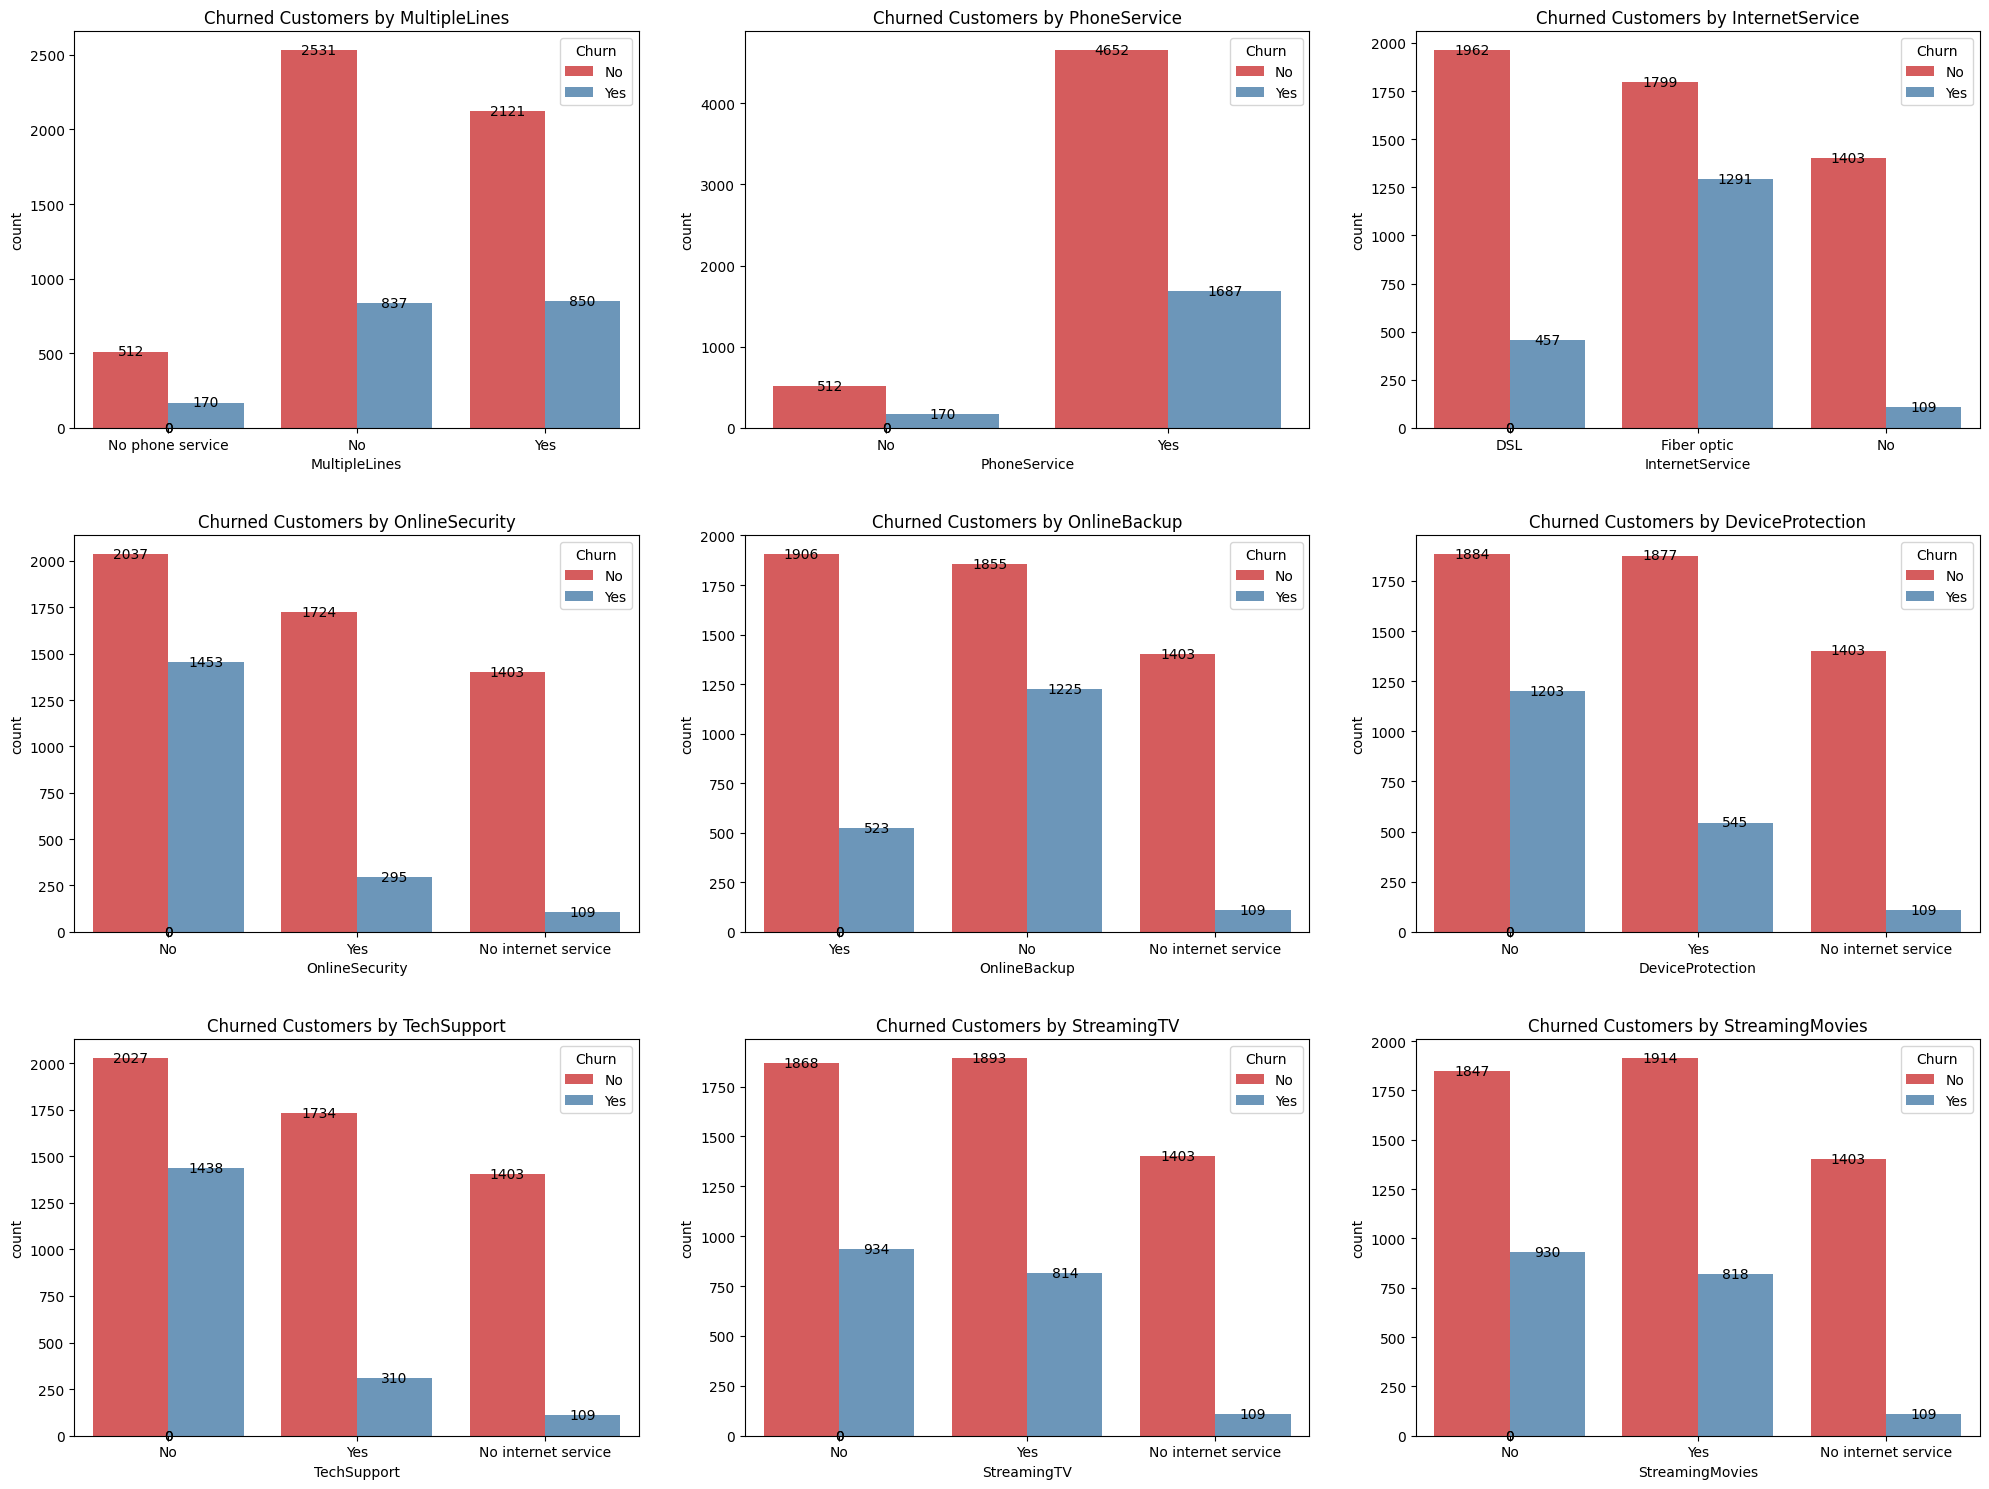 Churned Customers by MultipleLines
2500
2000
1500
1000
500
0
count
2531
2121
512
170
837
850
0
Churn
No
Yes
No phone service No Yes
MultipleLines
Churned Customers by PhoneService
4000
3000
2000
1000
0
count
4652
1687
512
170
0
Churn
No
Yes
No Yes
PhoneService
Churned Customers by InternetService
2000
1750
1500
1250
1000
750
500
250
0
count
1962
457
1799
1291
1403
109
0
Churn
No
Yes
DSL Fiber optic No
InternetService
Churned Customers by OnlineSecurity
2000
1750
1500
1250
1000
750
500
250
0
count
2037
1453
1724
295
1403
109
0
Churn
No
Yes
No Yes No internet service
OnlineSecurity
Churned Customers by OnlineBackup
2000
1750
1500
1250
1000
750
500
250
0
count
1906
523
1855
1225
1403
109
0
Churn
No
Yes
Yes No No internet service
OnlineBackup
Churned Customers by DeviceProtection
1750
1500
1250
1000
750
500
250
0
count
1884
1203
1877
545
1403
109
0
Churn
No
Yes
No Yes No internet service
DeviceProtection
Churned Customers by TechSupport
2000
1750
1500
1250
1000
750
500
250
0
count
2027
1438
1734
310
1403
109
0
Churn
No
Yes
No Yes No internet service
TechSupport
Churned Customers by StreamingTV
1750
1500
1250
1000
750
500
250
0
count
1868
934
1893
814
1403
109
0
Churn
No
Yes
No Yes No internet service
StreamingTV
Churned Customers by StreamingMovies
2000
1750
1500
1250
1000
750
500
250
0
count
1847
930
1914
818
1403
109
0
Churn
No
Yes
No Yes No internet service
StreamingMovies